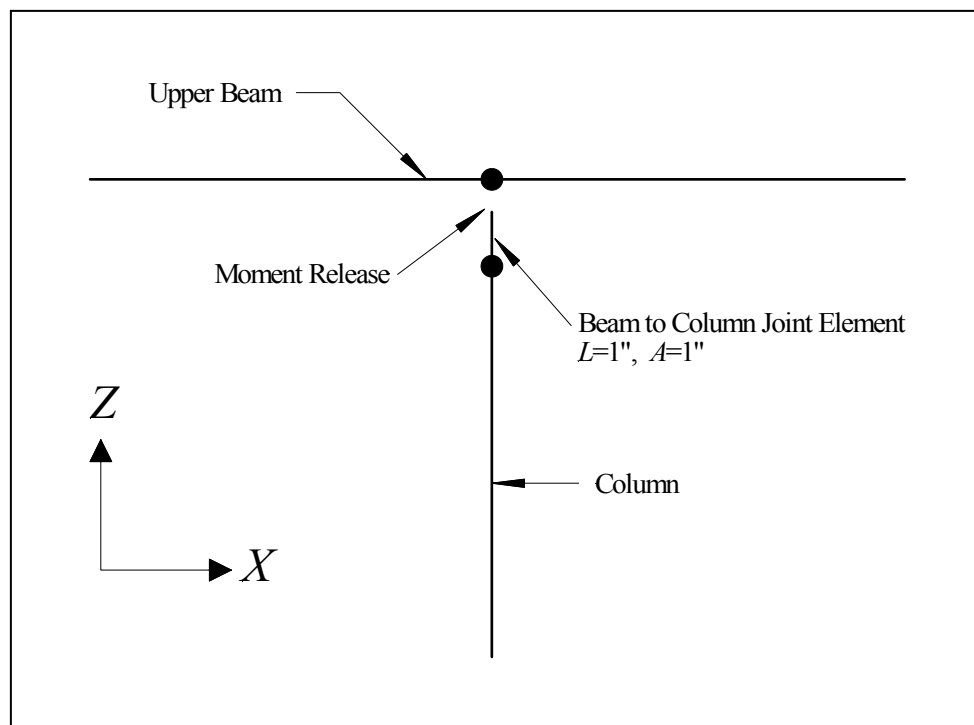 Upper Beam
Moment Release
Beam to Column Joint Element
L=1", A=1"
Z
Column
X